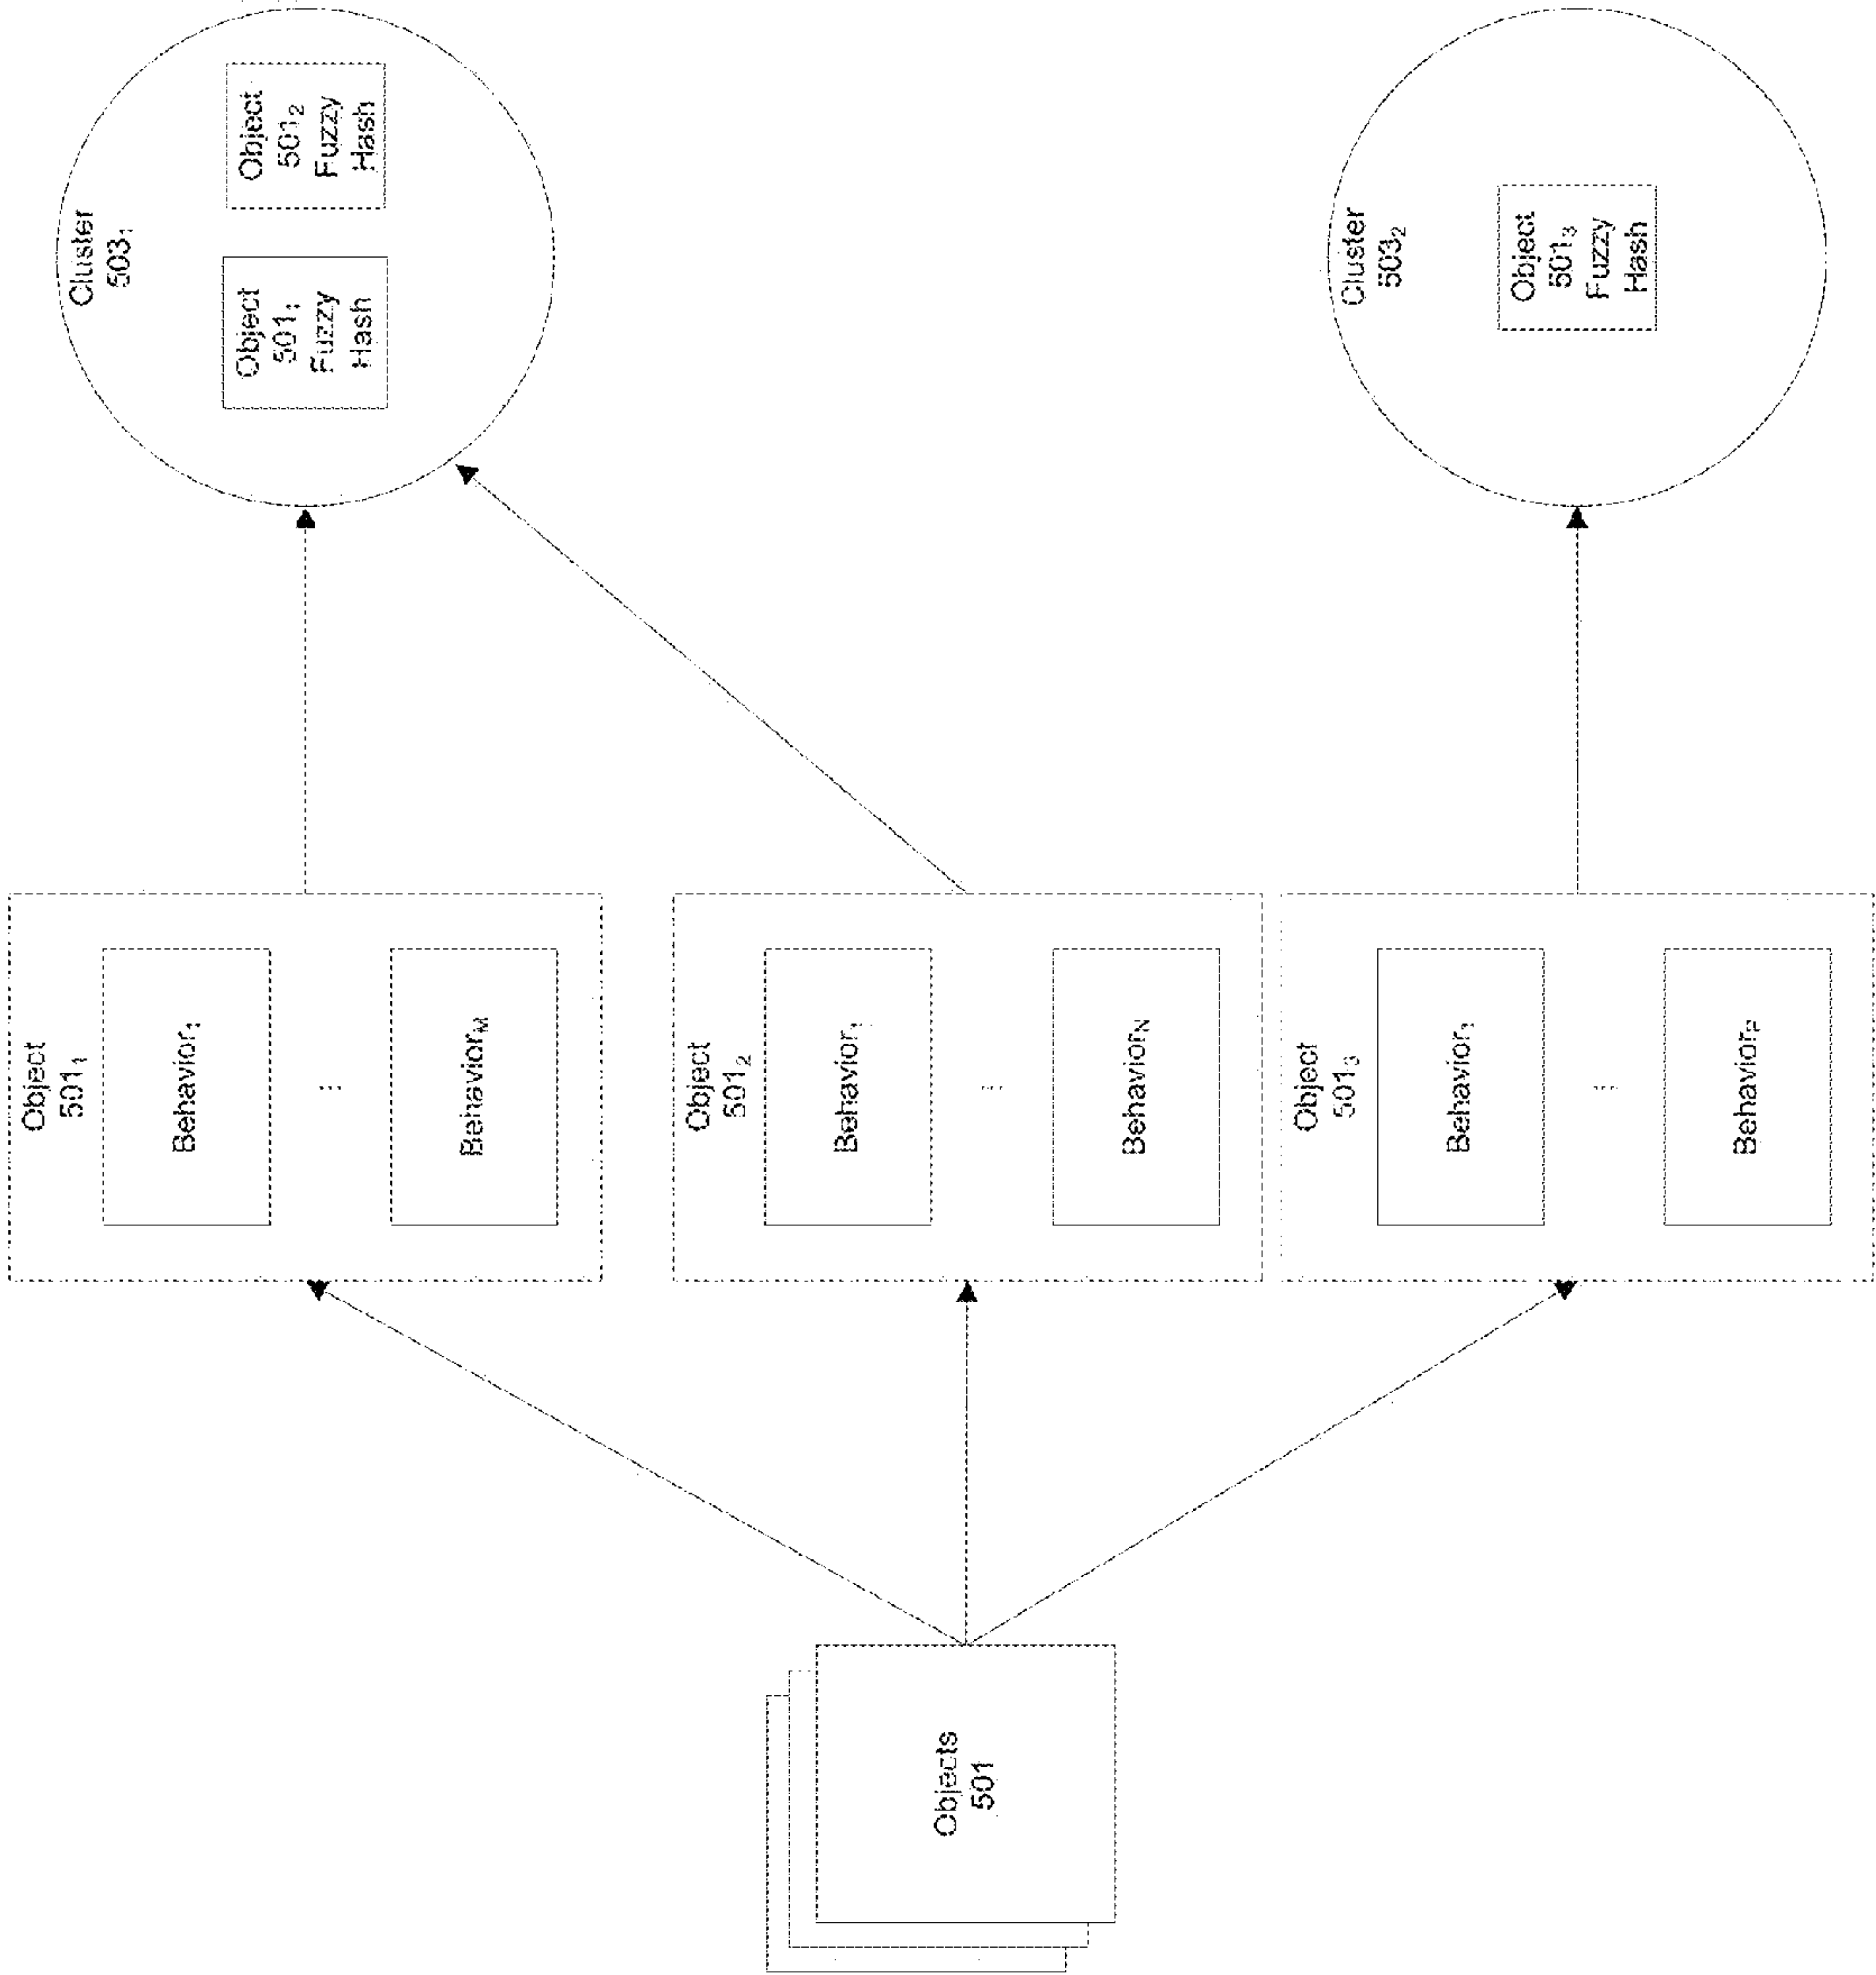 Objects
501
Object
501₁
Behavior₁
...
Behavior_M
Object
501₂
Behavior₁
...
Behavior_N
Object
501₃
Behavior₁
...
Behavior_P
Cluster
503₁
Object
501₁
Fuzzy
Hash
Object
501₂
Fuzzy
Hash
Cluster
503₂
Object
501₃
Fuzzy
Hash